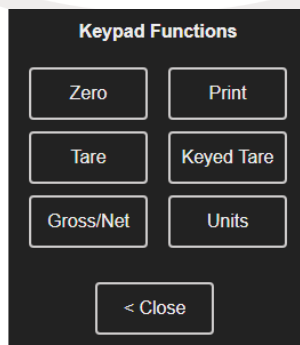 Keypad Functions
Zero Print
Tare Keyed Tare
Gross/Net Units
< Close